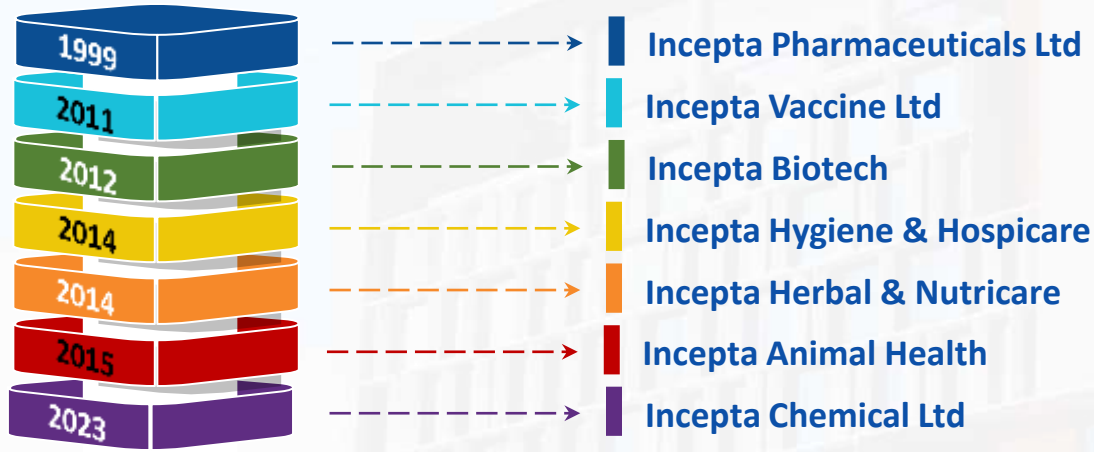 1999 Incepta Pharmaceuticals Ltd
2011 Incepta Vaccine Ltd
2012 Incepta Biotech
2014 Incepta Hygiene & Hospicare
2014 Incepta Herbal & Nutricare
2015 Incepta Animal Health
2023 Incepta Chemical Ltd